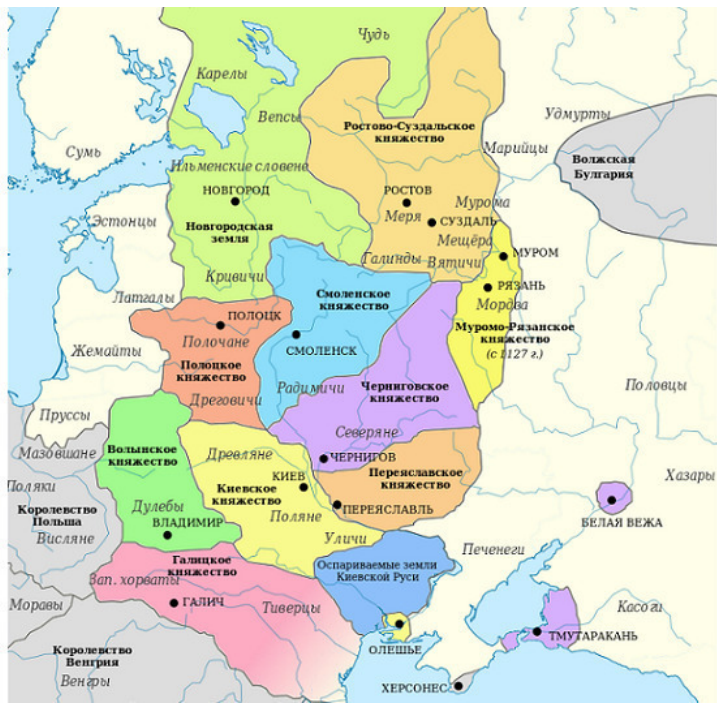 Чудь
Карелы
Вепсы
Ростово-Суздальское
княжество
Удмурты
Марийцы
Волжская
Булгария
Сумь
Ильменские словене
НОВГОРОД
РОСТОВ
Мурома
Меря
СУЗДАЛЬ
Эстонцы
Новгородская
земля
Мещёра
МУРОМ
Галинды
Вятичи
Кривичи
РЯЗАНЬ
Латгалы
Смоленское
княжество
Мордва
ПОЛОЦК
Муромо-Рязанское
княжество
(с 1127 г.)
Полочане
СМОЛЕНСК
Жемайты
Полоцкое
княжество
Радимичи
Черниговское
княжество
Половцы
Дреговичи
Пруссы
Северяне
Мазовшане
Волынское
княжество
Древляне
ЧЕРНИГОВ
Переяславское
княжество
Хазары
Поляки
КИЕВ
Киевское
княжество
Королевство
Польша
Дулебы
ПЕРЕЯСЛАВЛЬ
Поляне
БЕЛАЯ ВЕЖА
ВЛАДИМИР
Висляне
Уличи
Печенеги
Галицкое
княжество
Оспариваемые земли
Киевской Руси
Зап. хорваты
ГАЛИЧ
Тиверцы
Моравы
Касоги
ТМУТАРАКАНЬ
ОЛЕШЬЕ
Королевство
Венгрия
Венгры
ХЕРСОНЕС